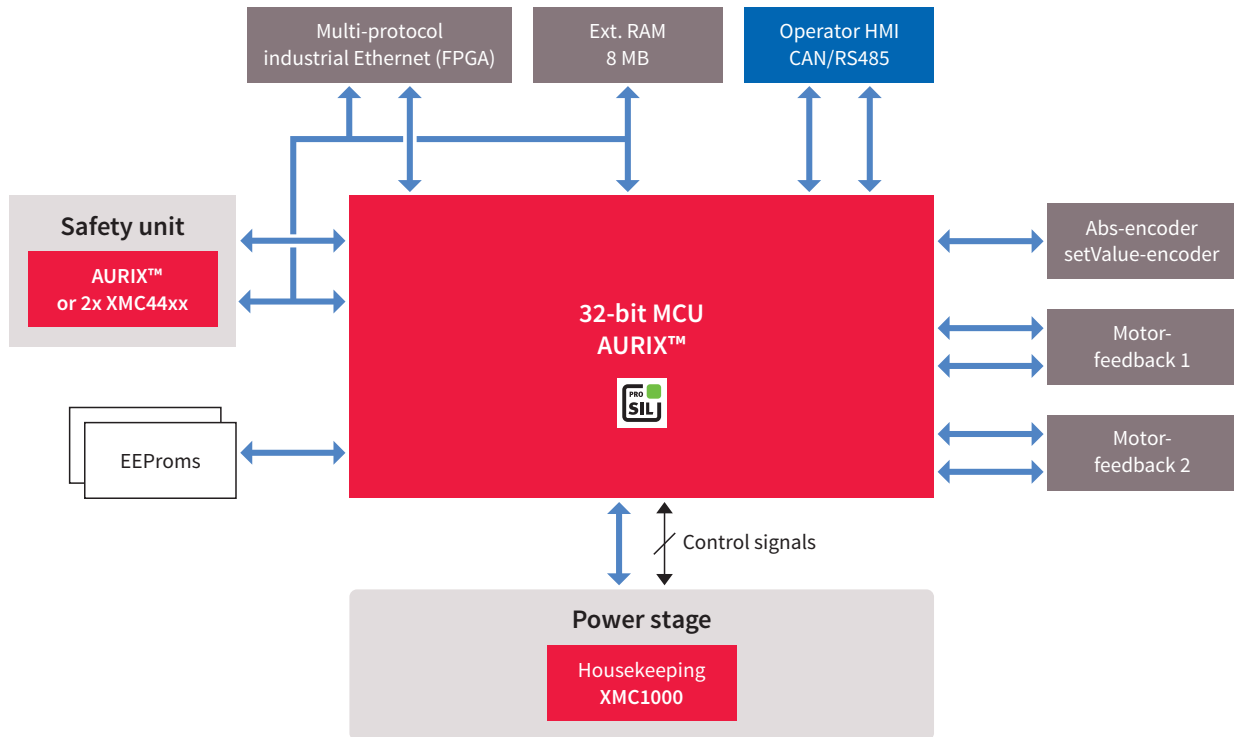 Multi-protocol
industrial Ethernet (FPGA)
Ext. RAM
8 MB
Operator HMI
CAN/RS485
Safety unit
AURIX™
or 2x XMC44xx
Abs-encoder
setValue-encoder
32-bit MCU
AURIX™
PRO
SIL
Motor-
feedback 1
EEProms
Motor-
feedback 2
Control signals
Power stage
Housekeeping
XMC1000